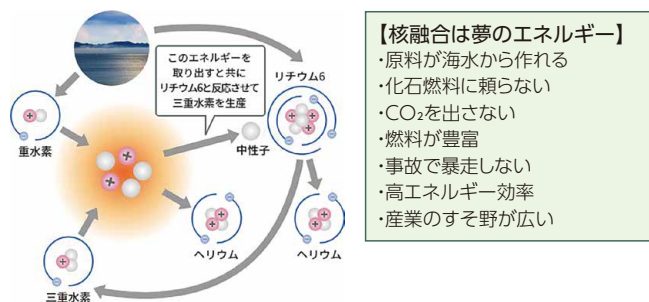 このエネルギーを
取り出すと共に
リチウム6と反応させて
三重水素を生産
リチウム6
重水素
中性子
ヘリウム
ヘリウム
三重水素
【核融合は夢のエネルギー】
・原料が海水から作れる
・化石燃料に頼らない
・CO₂を出さない
・燃料が豊富
・事故で暴走しない
・高エネルギー効率
・産業のすそ野が広い